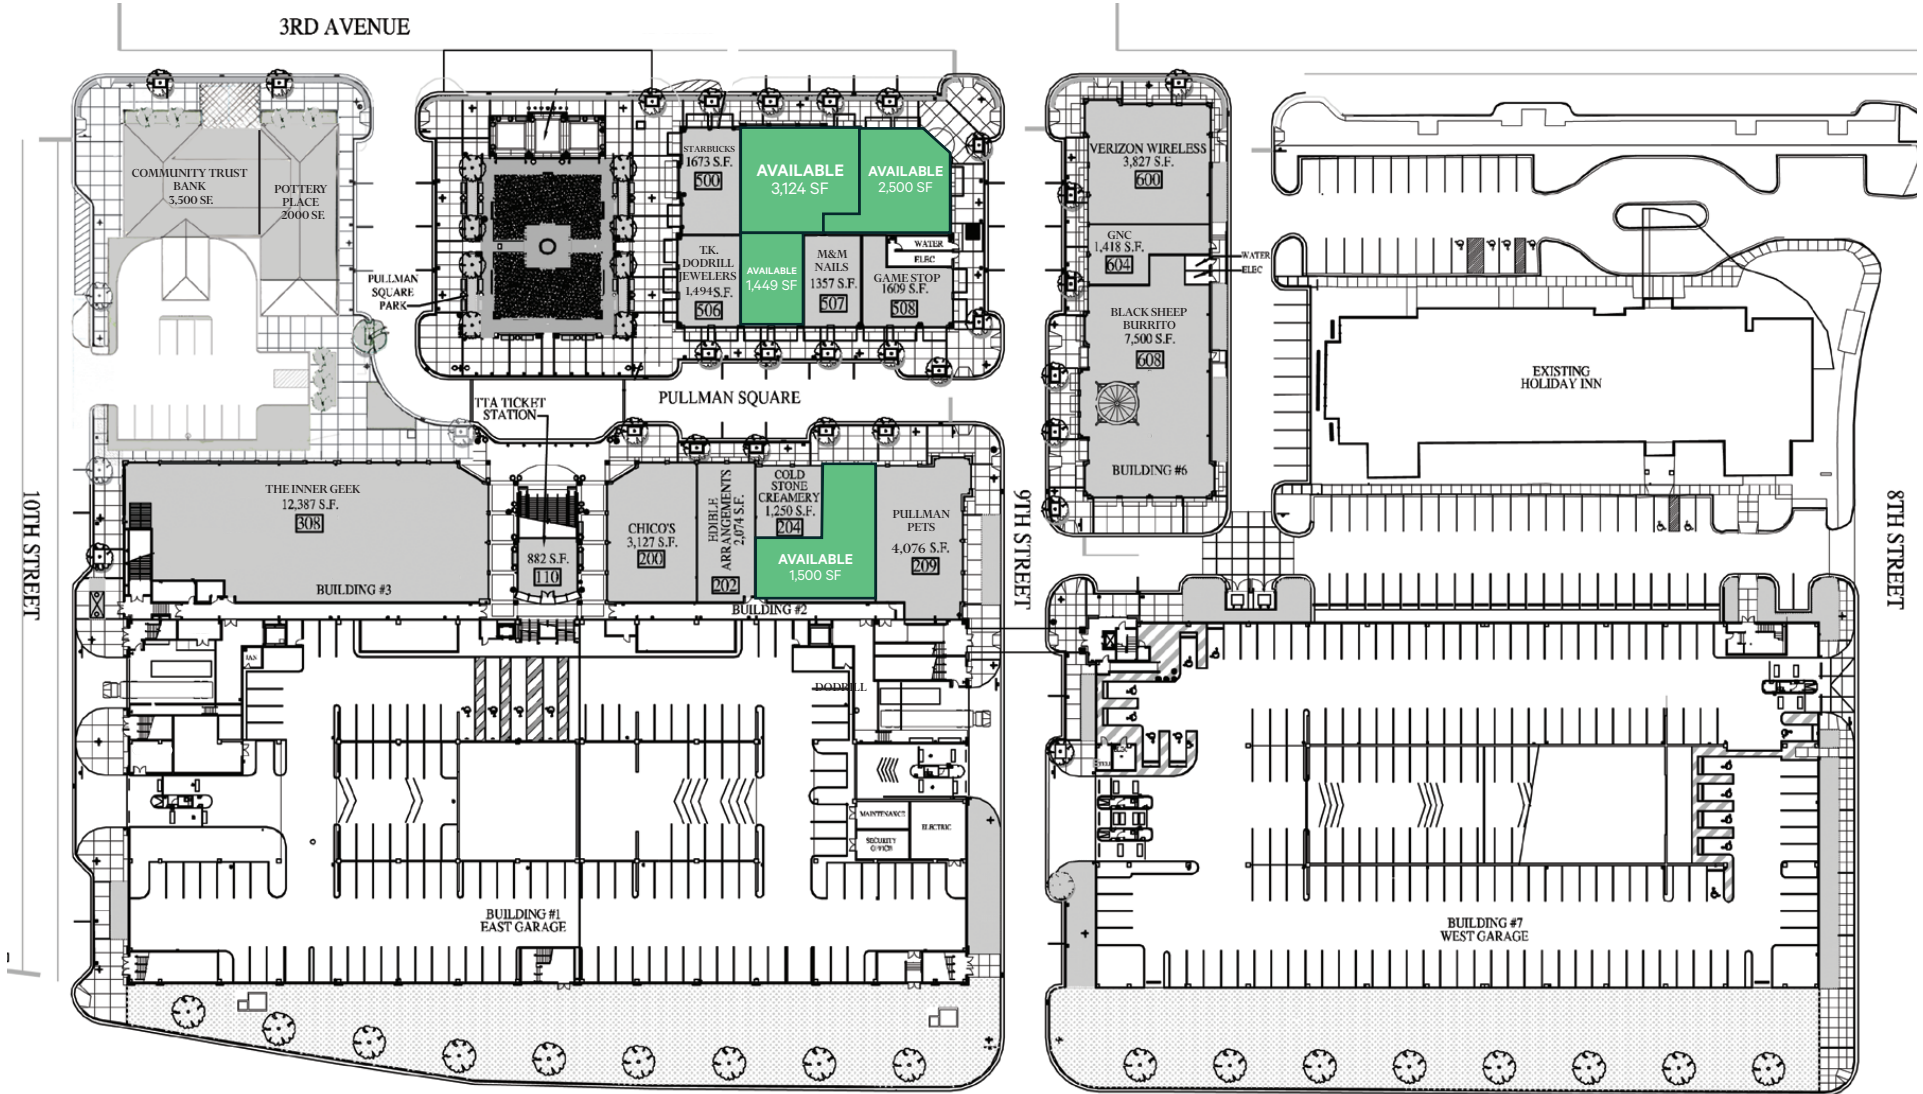 3RD AVENUE
COMMUNITY TRUST
BANK
3,500 SF
POTTERY
PLACE
2000 SF
PULLMAN
SQUARE
PARK
STARBUCKS
1673 S.F.
500
AVAILABLE
3,124 SF
AVAILABLE
2,500 SF
T.K.
DODRILL
JEWELERS
1,494 S.F.
506
AVAILABLE
1,449 SF
M&M
NAILS
1357 S.F.
507
WATER
ELEC
GAME STOP
1609 S.F.
508
VERIZON WIRELESS
3,827 S.F.
600
GNC
1,418 S.F.
604
WATER
ELEC
BLACK SHEEP
BURRITO
7,500 S.F.
608
BUILDING #6
EXISTING
HOLIDAY INN
TTA TICKET
STATION
PULLMAN SQUARE
10TH STREET
THE INNER GEEK
12,387 S.F.
308
BUILDING #3
882 S.F.
110
CHICO'S
3,127 S.F.
200
EDIBLE
ARRANGEMENTS
2,074 S.F.
202
COLD
STONE
CREAMERY
1,250 S.F.
204
AVAILABLE
1,500 SF
PULLMAN
PETS
4,076 S.F.
209
BUILDING #2
9TH STREET
8TH STREET
JAN
DODRILL
MAINTENANCE
SECURITY
OFFICE
ELECTRIC
BUILDING #1
EAST GARAGE
BUILDING #7
WEST GARAGE